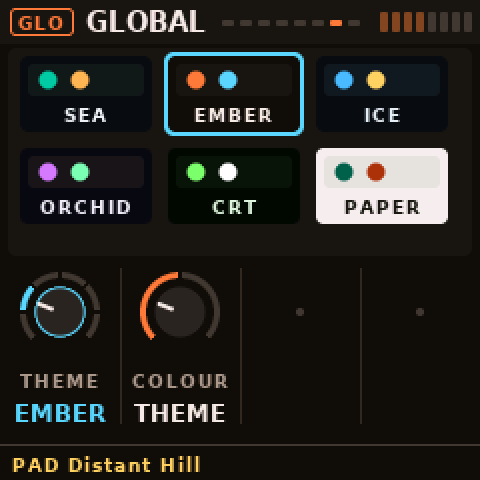 GLO GLOBAL
SEA EMBER ICE
ORCHID CRT PAPER
THEME COLOUR
EMBER THEME
PAD Distant Hill